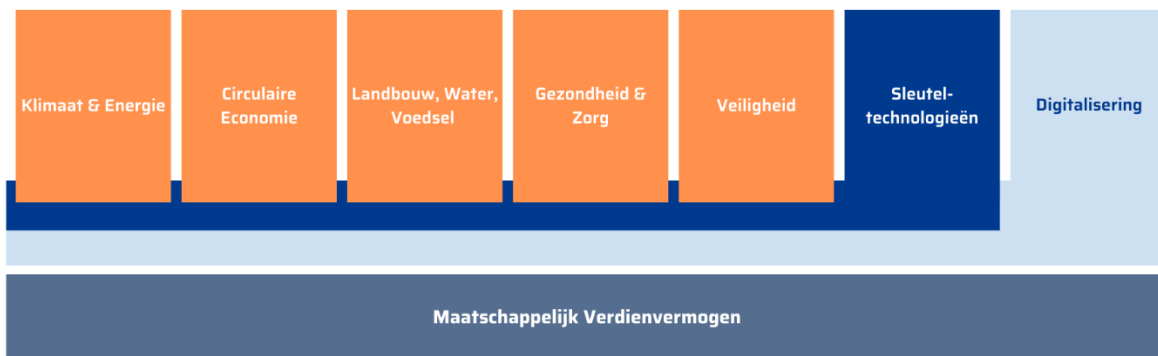 Klimaat & Energie
Circulaire
Economie
Landbouw, Water,
Voedsel
Gezondheid &
Zorg
Veiligheid
Sleutel-
technologieën
Digitalisering
Maatschappelijk Verdienvermogen